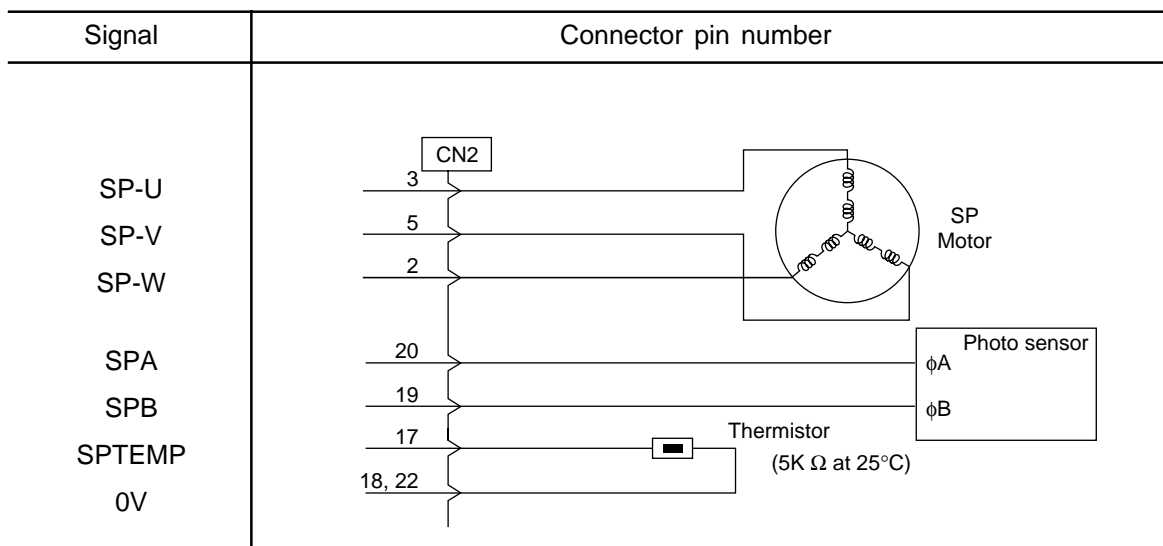 Signal Connector pin number
CN2
SP-U 3
SP-V 5
SP-W 2
SP
Motor
SPA 20
Photo sensor
ϕA
SPB 19
ϕB
SPTEMP 17
Thermistor
(5K Ω at 25°C)
0V 18, 22